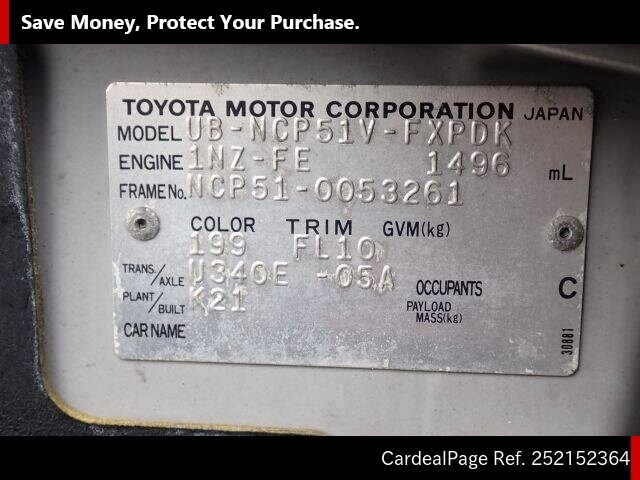 Save Money, Protect Your Purchase.
TOYOTA MOTOR CORPORATION JAPAN
MODEL UB-NCP51V-FXPDK
ENGINE 1NZ-FE 1496 mL
FRAME No. NCP51-0053261
COLOR TRIM GVM(kg)
199 FL10
TRANS./AXLE U340E -05A
OCCUPANTS C
PLANT/BUILT K21
PAYLOAD MASS(kg)
CAR NAME
30881
CardealPage Ref. 252152364